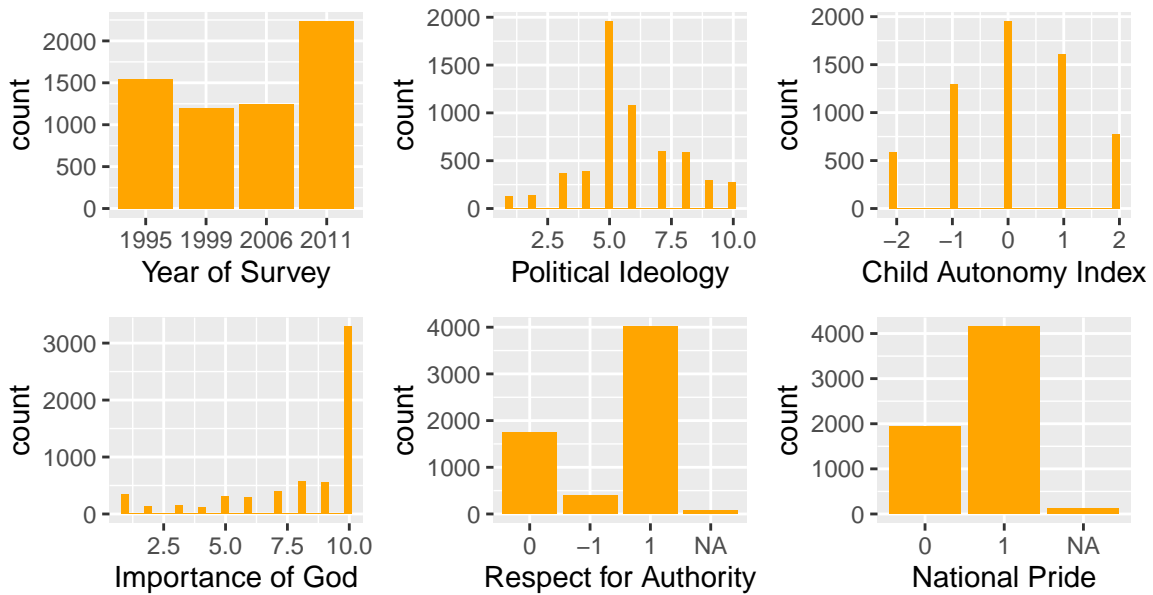 count
2000
1500
1000
500
0
1995 1999 2006 2011
Year of Survey
count
2000
1500
1000
500
0
2.5 5.0 7.5 10.0
Political Ideology
count
2000
1500
1000
500
0
−2 −1 0 1 2
Child Autonomy Index
count
3000
2000
1000
0
2.5 5.0 7.5 10.0
Importance of God
count
4000
3000
2000
1000
0
0 −1 1 NA
Respect for Authority
count
4000
3000
2000
1000
0
0 1 NA
National Pride